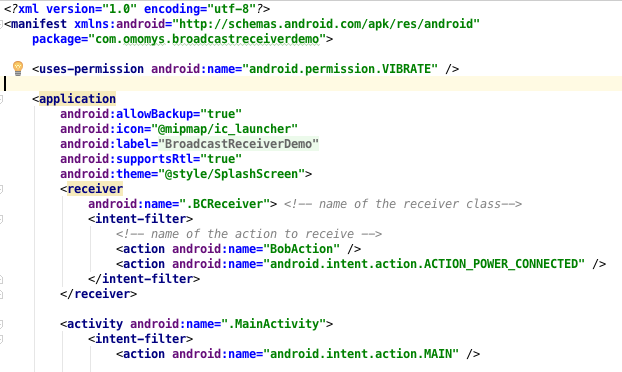 <?xml version="1.0" encoding="utf-8"?>
<manifest xmlns:android="http://schemas.android.com/apk/res/android"
    package="com.omomys.broadcastreceiverdemo">

    <uses-permission android:name="android.permission.VIBRATE" />

    <application
        android:allowBackup="true"
        android:icon="@mipmap/ic_launcher"
        android:label="BroadcastReceiverDemo"
        android:supportsRtl="true"
        android:theme="@style/SplashScreen">
        <receiver
            android:name=".BCReceiver"> <!-- name of the receiver class-->
            <intent-filter>
                <!-- name of the action to receive -->
                <action android:name="BobAction" />
                <action android:name="android.intent.action.ACTION_POWER_CONNECTED" />
            </intent-filter>
        </receiver>

        <activity android:name=".MainActivity">
            <intent-filter>
                <action android:name="android.intent.action.MAIN" />